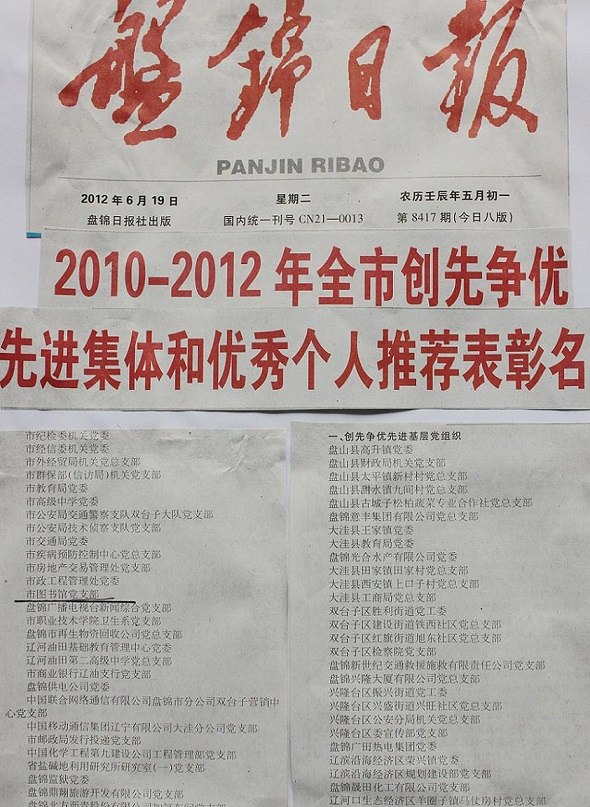 盤錦日報
PANJIN RIBAO
2012年6月19日 星期二 农历壬辰年五月初一
盘锦日报社出版 国内统一刊号CN21—0013 第8417期(今日八版)
2010–2012年全市创先争优
先进集体和优秀个人推荐表彰名
市纪检委机关党委
市经信委机关党委
市外经贸局机关党总支部
市群保部(信访局)机关党支部
市教育局党委
市高级中学党委
市公安局交通警察支队双台子大队党支部
市公安局技术侦察支队党支部
市交通局党委
市疾病预防控制中心党总支部
市房地产交易管理处党支部
市政工程管理处党委
市图书馆党支部
盘锦广播电视台新闻综合党支部
市职业技术学院卫生系党支部
盘锦市再生物资回收公司党总支部
辽河油田基础教育管理中心党委
辽河油田第二高级中学党总支部
市商业银行辽油支行党支部
盘锦供电公司党委
中国联合网络通信有限公司盘锦市分公司双台子营销中
心党支部
中国移动通信集团辽宁有限公司大洼分公司党支部
市邮政局发行投递党支部
中国化学工程第九建设公司工程管理部党支部
省盐碱地利用研究所研究室(一)党支部
盘锦监狱党委
盘锦鼎翔旅游开发有限公司党支部
一、创先争优先进基层党组织
盘山县高升镇党委
盘山县财政局机关党支部
盘山县太平镇新村村党总支部
盘山县甜水镇九间村党总支部
盘山县古城子松柏蔬菜专业合作社党总支部
盘锦意丰集团有限公司党总支部
大洼县王家镇党委
大洼县教育局党委
盘锦光合水产有限公司党委
大洼县田家镇田家村党总支部
大洼县西安镇上口子村党总支部
大洼县工商局党总支部
双台子区胜利街道党工委
双台子区建设街道铁西社区党总支部
双台子区红旗街道旭东社区党总支部
双台子区检察院党支部
盘锦新世纪交通救援施救有限责任公司党支部
盘锦兴隆大厦有限公司党总支部
兴隆台区振兴街道党工委
兴隆台区兴盛街道兴旺社区党总支部
兴隆台区公安分局机关党总支部
兴隆台区委宣传部党支部
盘锦广田热电集团党委
辽滨沿海经济区荣兴镇党委
辽滨沿海经济区规划建设部党支部
盘锦晟田化工有限公司党总支部